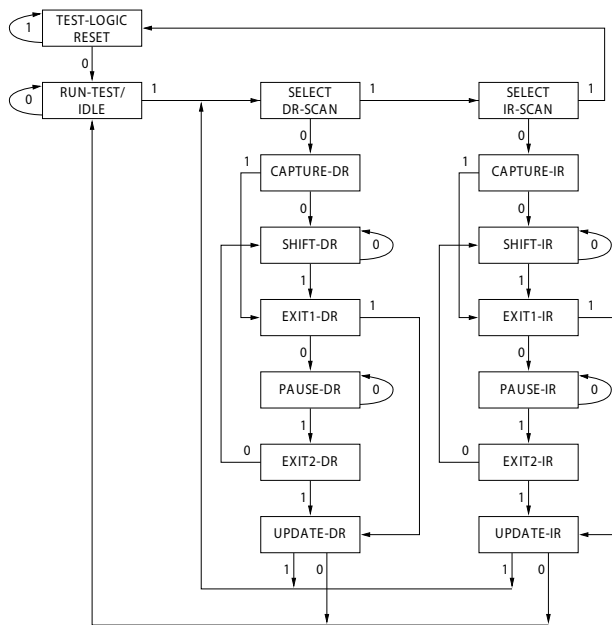 TEST-LOGIC
RESET
1
0
RUN-TEST/
IDLE
0
1
SELECT
DR-SCAN
1
SELECT
IR-SCAN
1
0
0
1
CAPTURE-DR
1
CAPTURE-IR
0
0
SHIFT-DR
0
SHIFT-IR
0
1
1
EXIT1-DR
1
EXIT1-IR
1
0
0
PAUSE-DR
0
PAUSE-IR
0
1
1
0
EXIT2-DR
0
EXIT2-IR
1
1
UPDATE-DR
UPDATE-IR
1
0
1
0